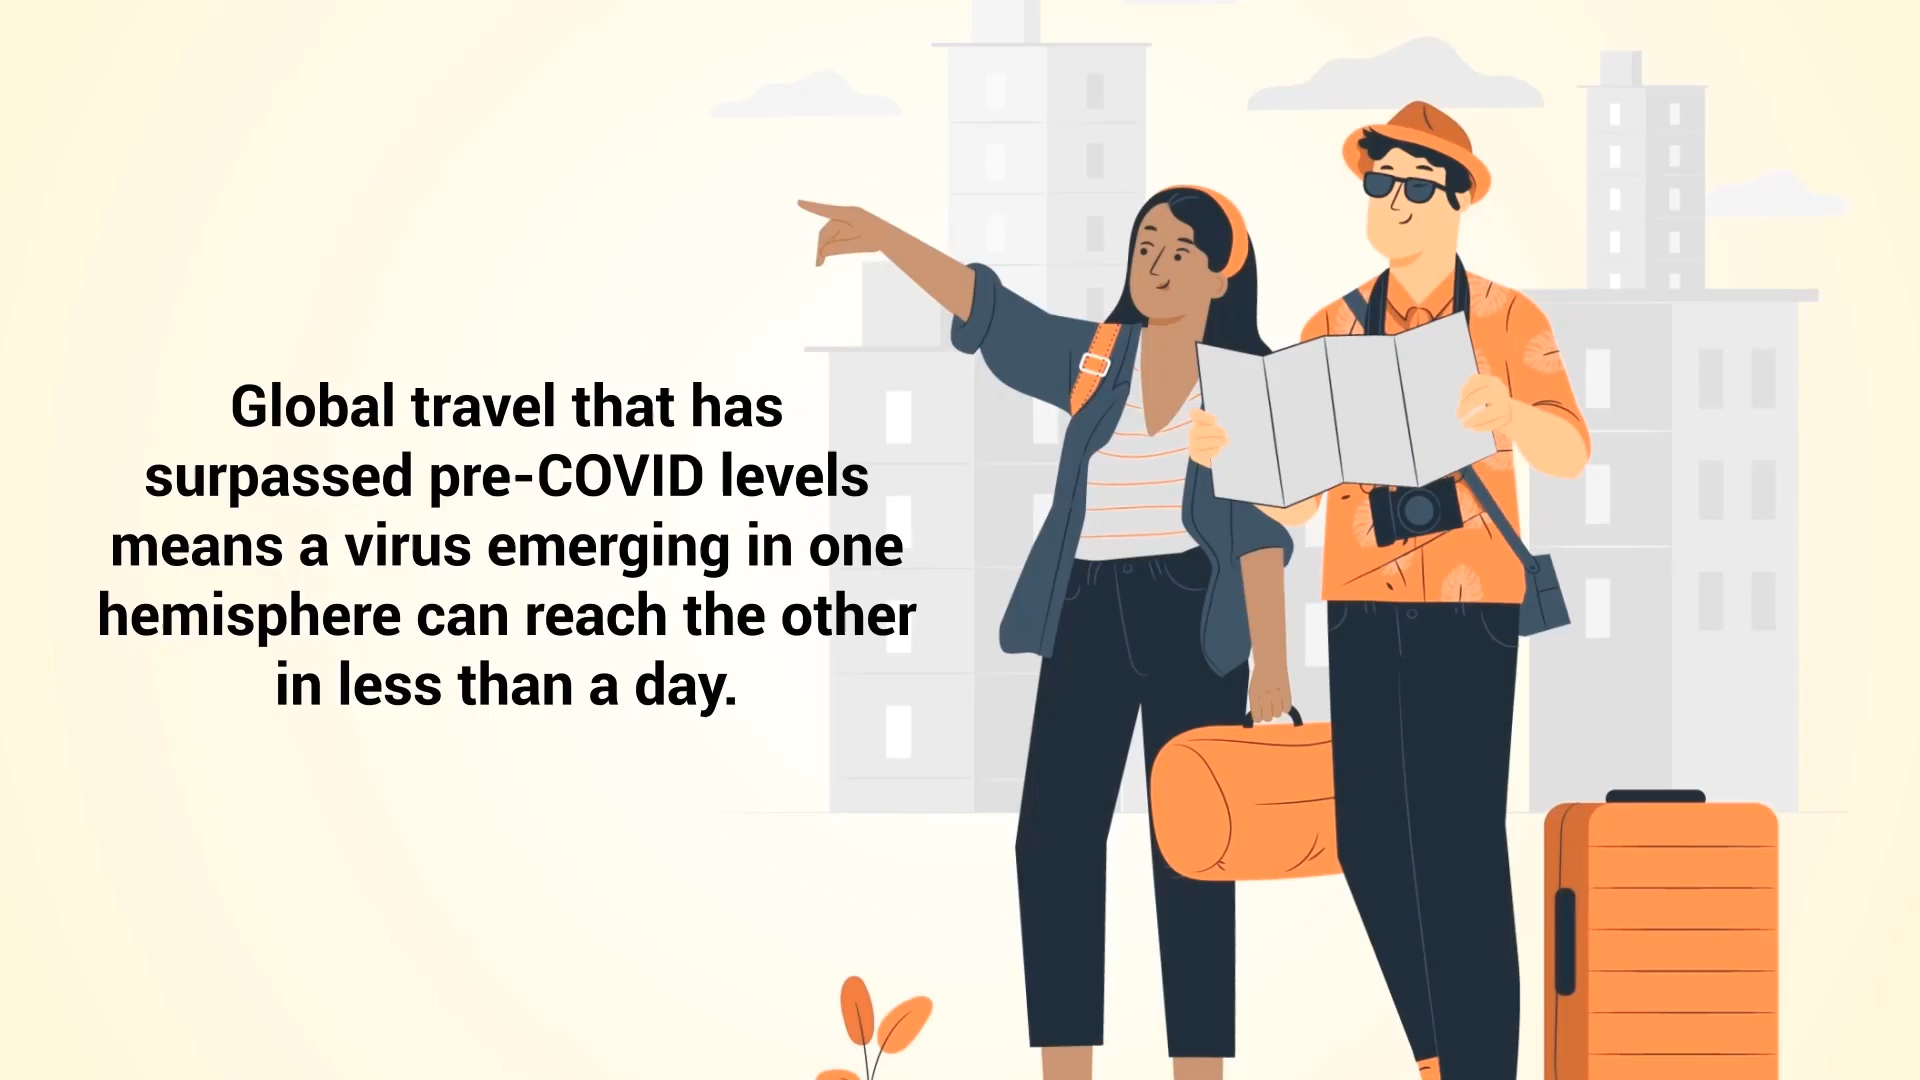 Global travel that has
surpassed pre-COVID levels
means a virus emerging in one
hemisphere can reach the other
in less than a day.